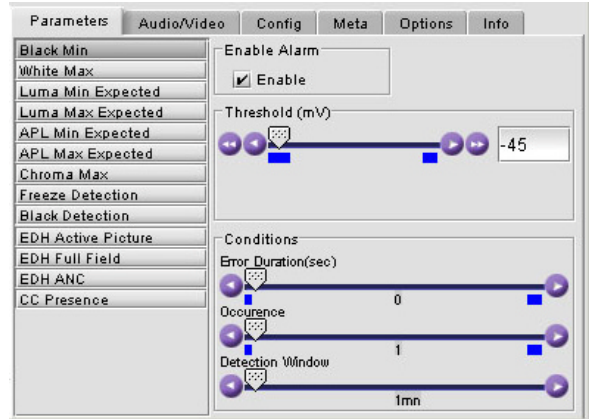 Parameters Audio/Video Config Meta Options Info
Black Min
White Max
Luma Min Expected
Luma Max Expected
APL Min Expected
APL Max Expected
Chroma Max
Freeze Detection
Black Detection
EDH Active Picture
EDH Full Field
EDH ANC
CC Presence
Enable Alarm
Enable
Threshold (mV)
-45
Conditions
Error Duration(sec)
0
Occurence
1
Detection Window
1mn